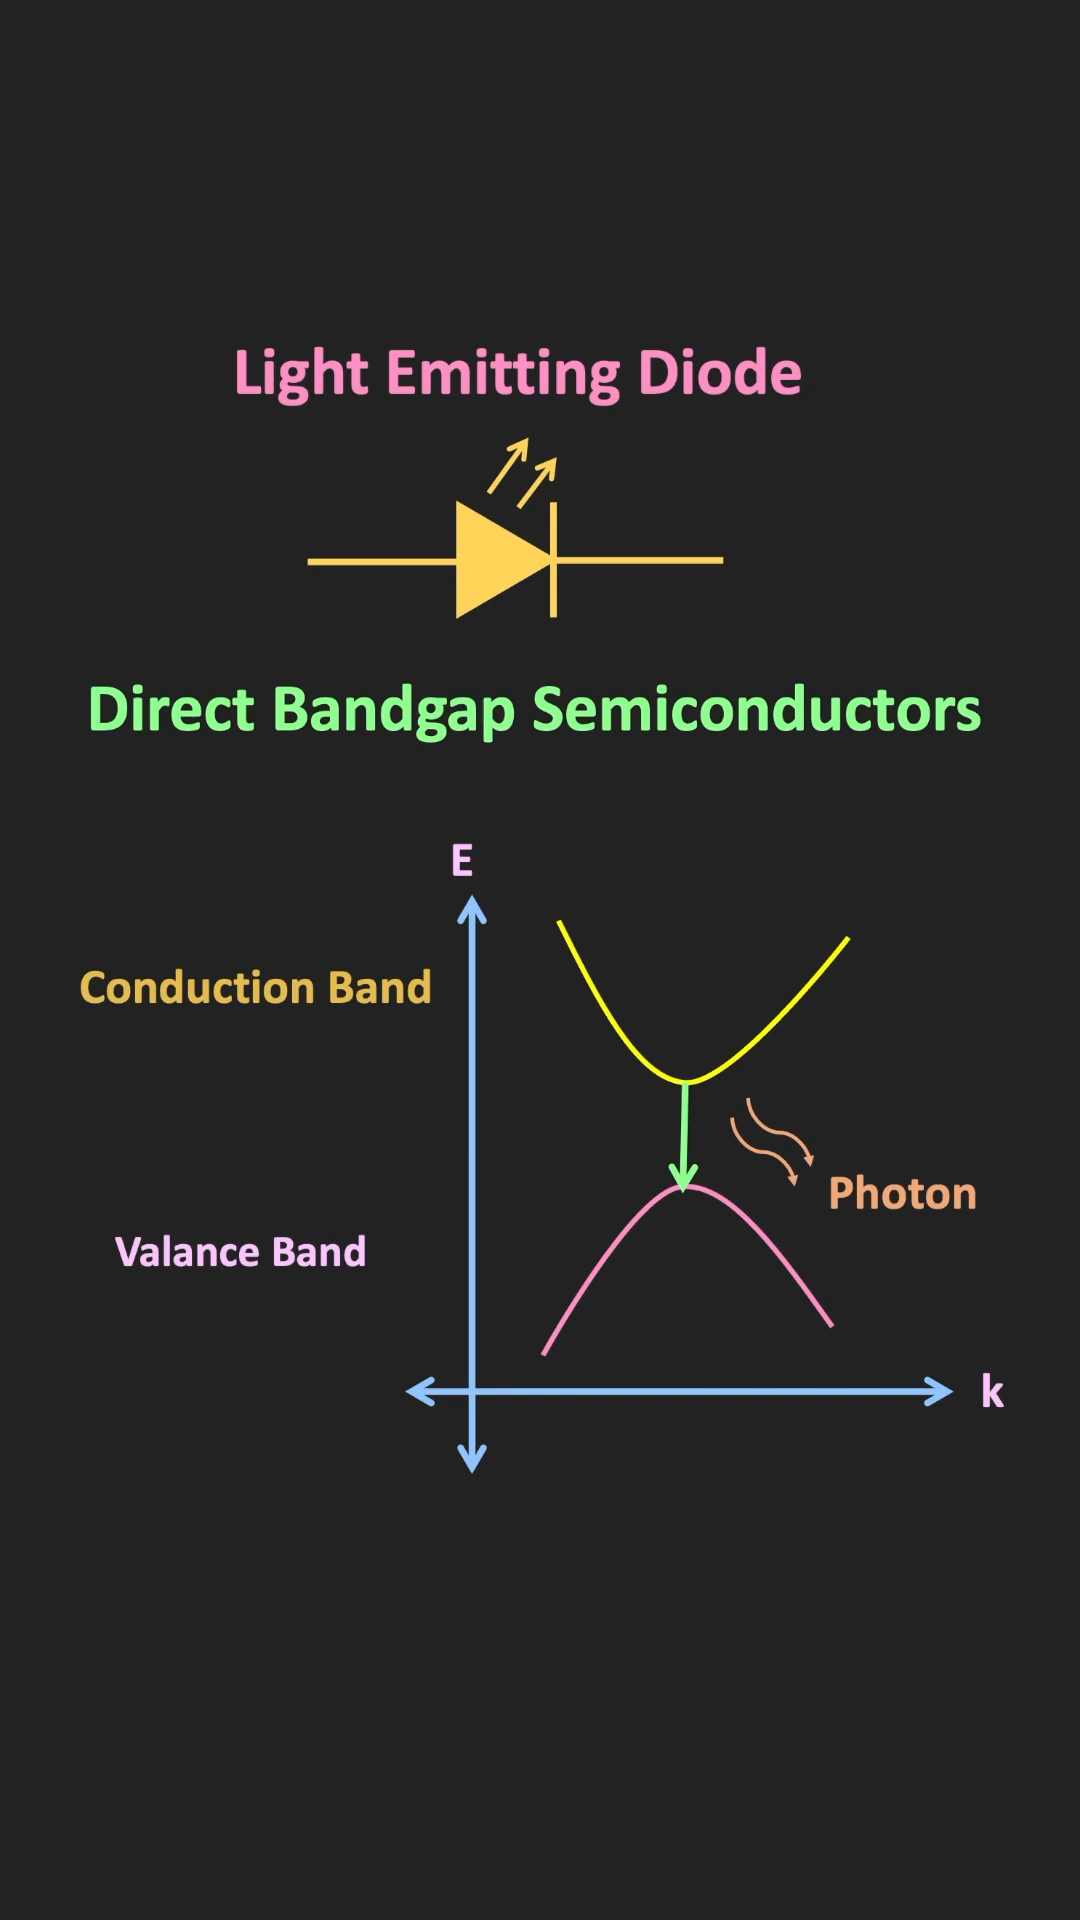 Light Emitting Diode
Direct Bandgap Semiconductors
E
Conduction Band
Photon
Valance Band
k